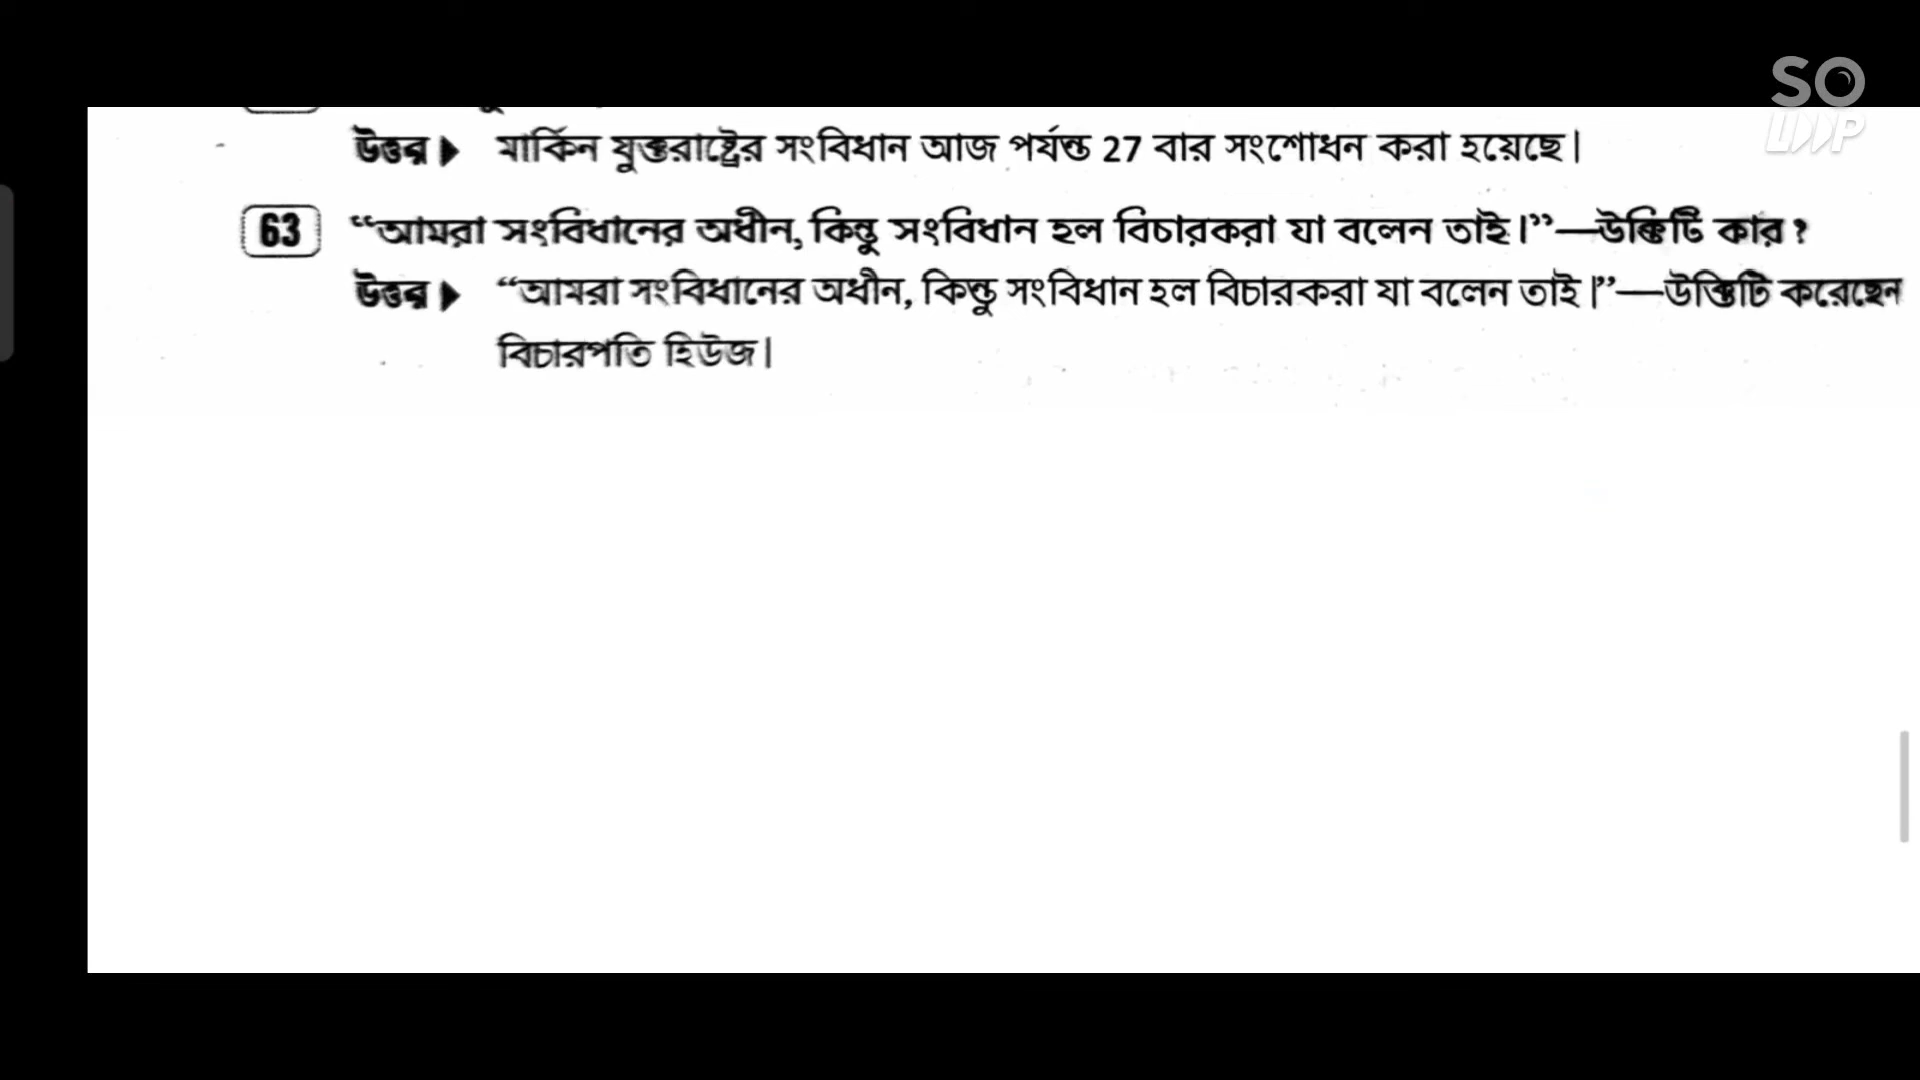 SO
LOOP
উত্তর ▶ মার্কিন যুক্তরাষ্ট্রের সংবিধান আজ পর্যন্ত 27 বার সংশোধন করা হয়েছে।
63 “আমরা সংবিধানের অধীন, কিন্তু সংবিধান হল বিচারকরা যা বলেন তাই।”—উক্তিটি কার?
উত্তর ▶ “আমরা সংবিধানের অধীন, কিন্তু সংবিধান হল বিচারকরা যা বলেন তাই।”—উক্তিটি করেছেন
বিচারপতি হিউজ।